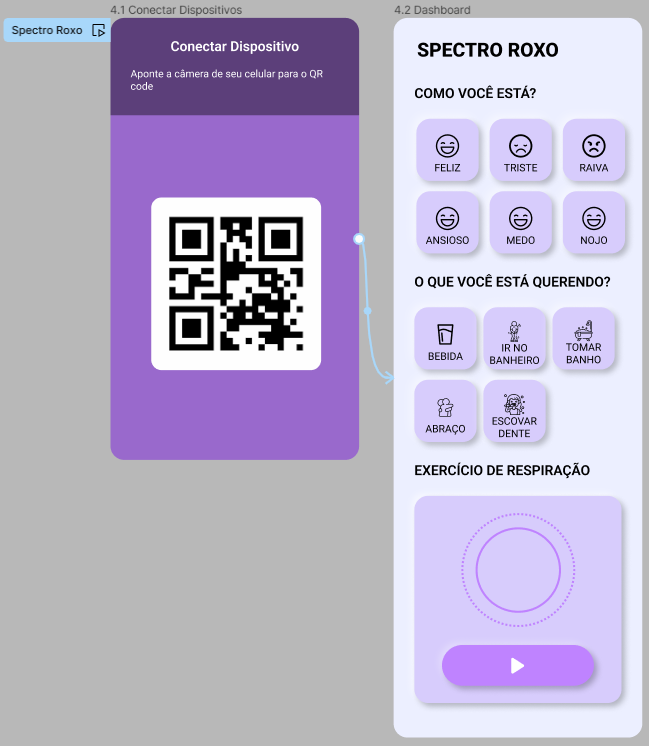 4.1 Conectar Dispositivos
4.2 Dashboard
Spectro Roxo
Conectar Dispositivo
Aponte a câmera de seu celular para o QR
code
SPECTRO ROXO
COMO VOCÊ ESTÁ?
FELIZ
TRISTE
RAIVA
ANSIOSO
MEDO
NOJO
O QUE VOCÊ ESTÁ QUERENDO?
BEBIDA
IR NO
BANHEIRO
TOMAR
BANHO
ABRAÇO
ESCOVAR
DENTE
EXERCÍCIO DE RESPIRAÇÃO